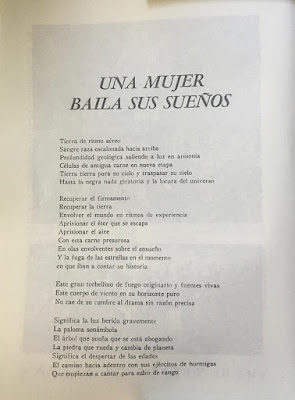 UNA MUJER
BAILA SUS SUEÑOS
Tierra de ritmo aéreo
Sangre raza escalonada hacia arriba
Profundidad geológica saliendo a luz en armonía
Células de antigua carne en nueva etapa
Tierra tierra para su cielo y traspasar su cielo
Hasta la negra nada giratoria y la locura del universo
Recuperar el firmamento
Recuperar la tierra
Envolver el mundo en ritmos de experiencia
Aprisionar el éter que se escapa
Aprisionar el aire
Con esta carne presurosa
En olas envolventes sobre el ensueño
Y la fuga de las estrellas en el momento
en que iban a contar su historia.
Este gran torbellino de fuego originario y fuentes vivas
Este cuerpo de viento en su horizonte puro
No cae de su cumbre al drama sin razón precisa
Significa la luz herida gravemente
La paloma sonámbula
El árbol que sueña que se está ahogando
La piedra que rueda y cambia de planeta
Significa el despertar de las edades
El camino hacia adentro con sus ejércitos de hormigas
Que empiezan a cantar para subir de rango